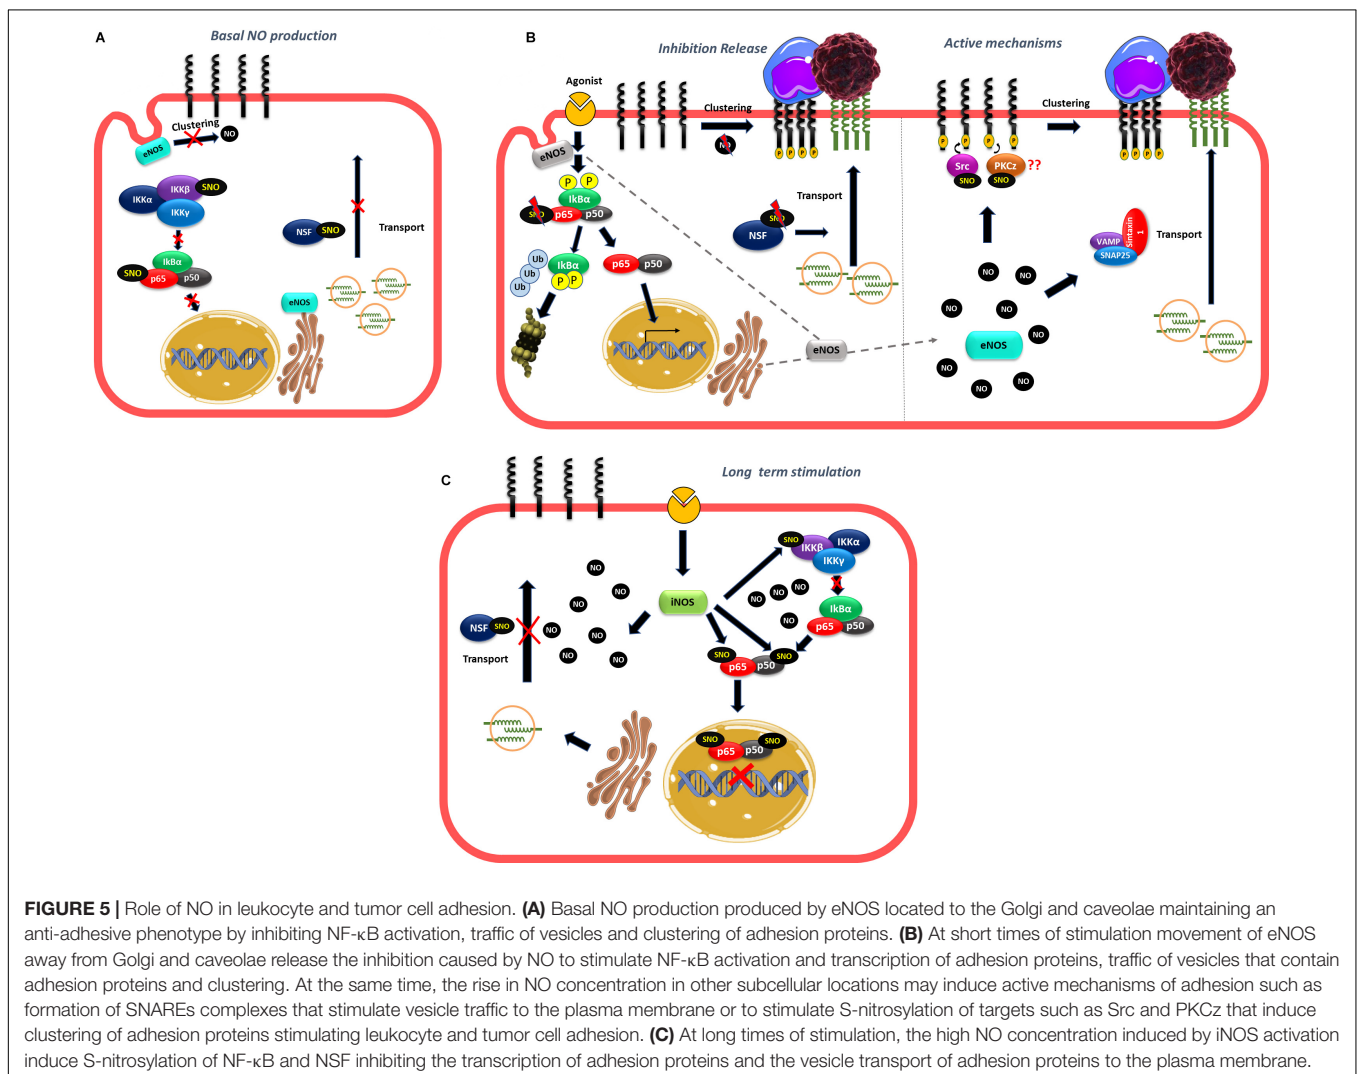 A
Basal NO production
Clustering
NO
eNOS
IKKα
IKKβ
SNO
IKKγ
NSF
SNO
Transport
IkBα
SNO
p65
p50
eNOS
B
Inhibition Release
Active mechanisms
Agonist
Clustering
NO
eNOS
P
P
IkBα
SNO
p65
p50
Ub
Ub
Ub
IkBα
P
P
p65
p50
SNO
NSF
Transport
P
P
P
P
eNOS
Clustering
P
P
P
P
P
P
P
P
Src
SNO
PKCz
SNO
??
NO
NO
NO
NO
NO
NO
NO
NO
NO
eNOS
VAMP
SNAP25
Sintaxin
1
Transport
C
Long term stimulation
iNOS
NO
NO
NO
NO
NO
NO
NO
NSF
SNO
Transport
SNO
IKKβ
IKKα
IKKγ
NO
NO
NO
NO
IkBα
p65
p50
SNO
SNO
p65
p50
SNO
SNO
p65
p50
FIGURE 5 | Role of NO in leukocyte and tumor cell adhesion. (A) Basal NO production produced by eNOS located to the Golgi and caveolae maintaining an
anti-adhesive phenotype by inhibiting NF-κB activation, traffic of vesicles and clustering of adhesion proteins. (B) At short times of stimulation movement of eNOS
away from Golgi and caveolae release the inhibition caused by NO to stimulate NF-κB activation and transcription of adhesion proteins, traffic of vesicles that contain
adhesion proteins and clustering. At the same time, the rise in NO concentration in other subcellular locations may induce active mechanisms of adhesion such as
formation of SNAREs complexes that stimulate vesicle traffic to the plasma membrane or to stimulate S-nitrosylation of targets such as Src and PKCz that induce
clustering of adhesion proteins stimulating leukocyte and tumor cell adhesion. (C) At long times of stimulation, the high NO concentration induced by iNOS activation
induce S-nitrosylation of NF-κB and NSF inhibiting the transcription of adhesion proteins and the vesicle transport of adhesion proteins to the plasma membrane.